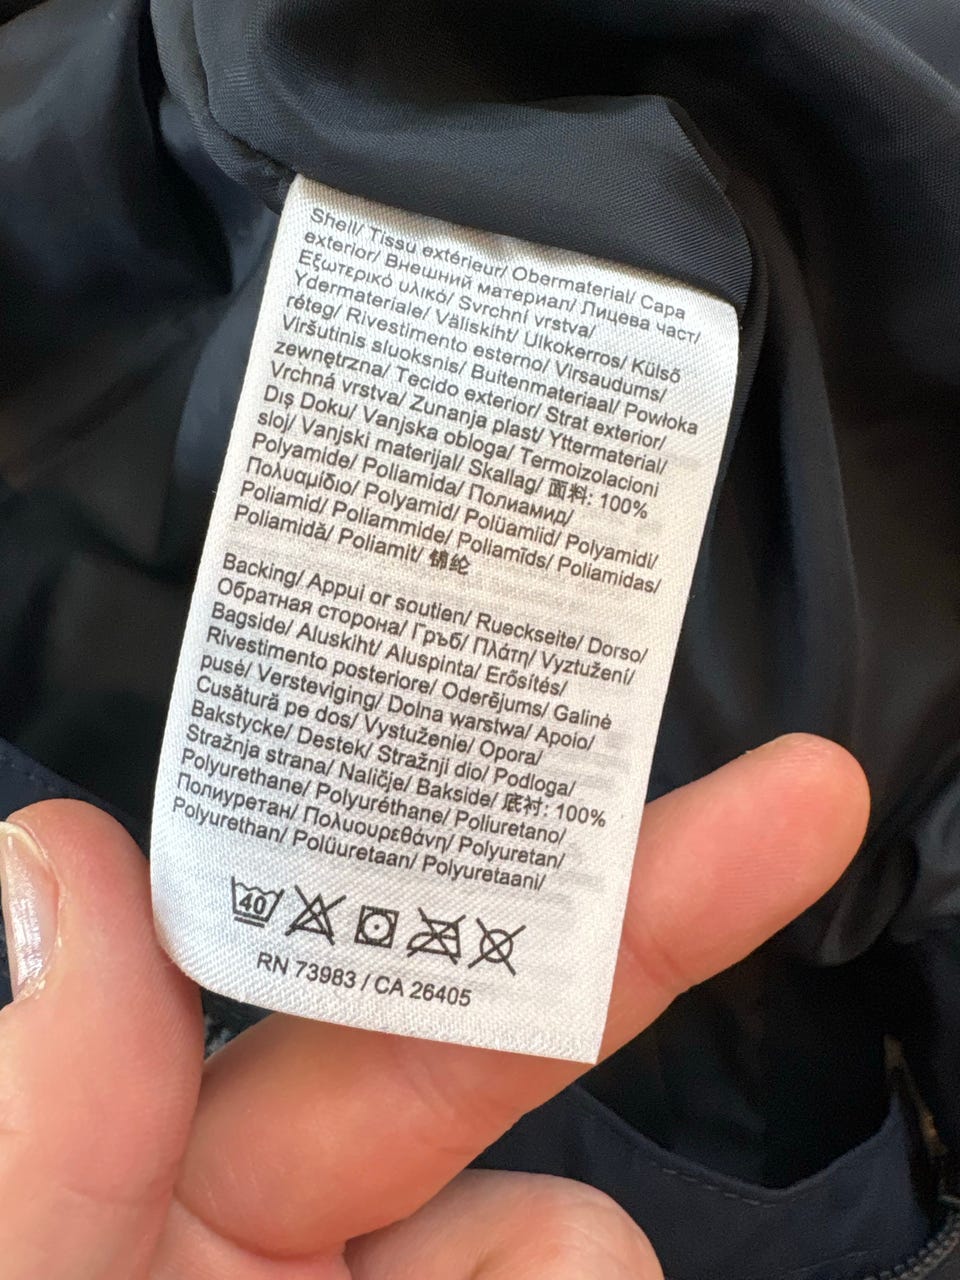 Shell/ Tissu extérieur/ Obermaterial/ Capa
exterior/ Внешний материал/ Лицева част/
Εξωτερικό υλικό/ Svrchní vrstva/
Ydermateriale/ Väliskiht/ Ulkokerros/ Külső
réteg/ Rivestimento esterno/ Virsaudums/
Viršutinis sluoksnis/ Buitenmateriaal/ Powłoka
zewnętrzna/ Tecido exterior/ Strat exterior/
Vrchná vrstva/ Zunanja plast/ Yttermaterial/
Dış Doku/ Vanjska obloga/ Termoizolacioni
sloj/ Vanjski materijal/ Skallag/ 面料: 100%
Polyamide/ Poliamida/ Полиамид/
Πολυαμίδιο/ Polyamid/ Polüamiid/ Polyamidi/
Poliamid/ Poliammide/ Poliamīds/ Poliamidas/
Poliamidă/ Poliamit/ 锦纶
Backing/ Appui or soutien/ Rueckseite/ Dorso/
Обратная сторона/ Гръб/ Πλάτη/ Vyztužení/
Bagside/ Aluskiht/ Aluspinta/ Erősítés/
Rivestimento posteriore/ Oderējums/ Galinė
pusė/ Versteviging/ Dolna warstwa/ Apoio/
Cusătură pe dos/ Vystuženie/ Opora/
Bakstycke/ Destek/ Stražnji dio/ Podloga/
Stražnja strana/ Naličje/ Bakside/ 底衬: 100%
Polyurethane/ Polyuréthane/ Poliuretano/
Полиуретан/ Πολυουρεθάνη/ Polyuretan/
Polyurethan/ Polüuretaan/ Polyuretaani/
40
RN 73983 / CA 26405